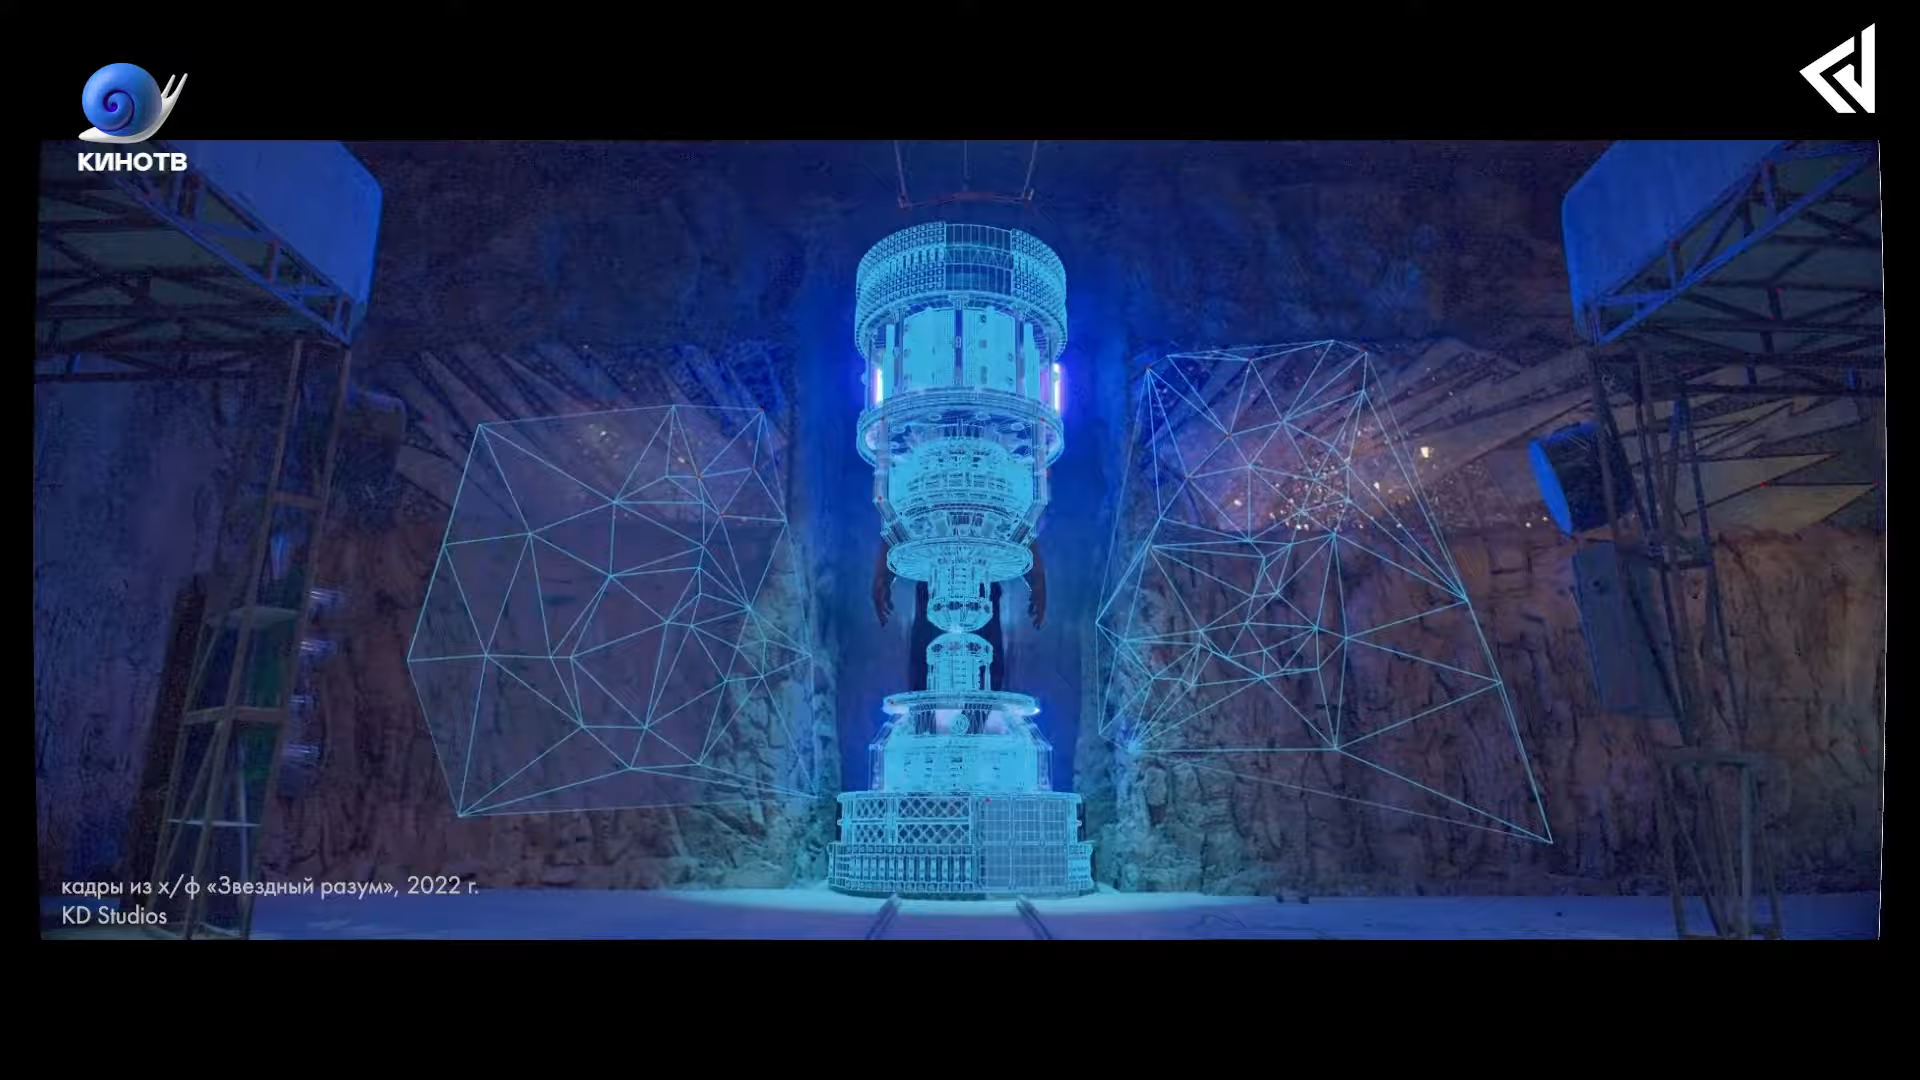 КИНОТВ
кадры из х/ф «Звездный разум», 2022 г.
KD Studios